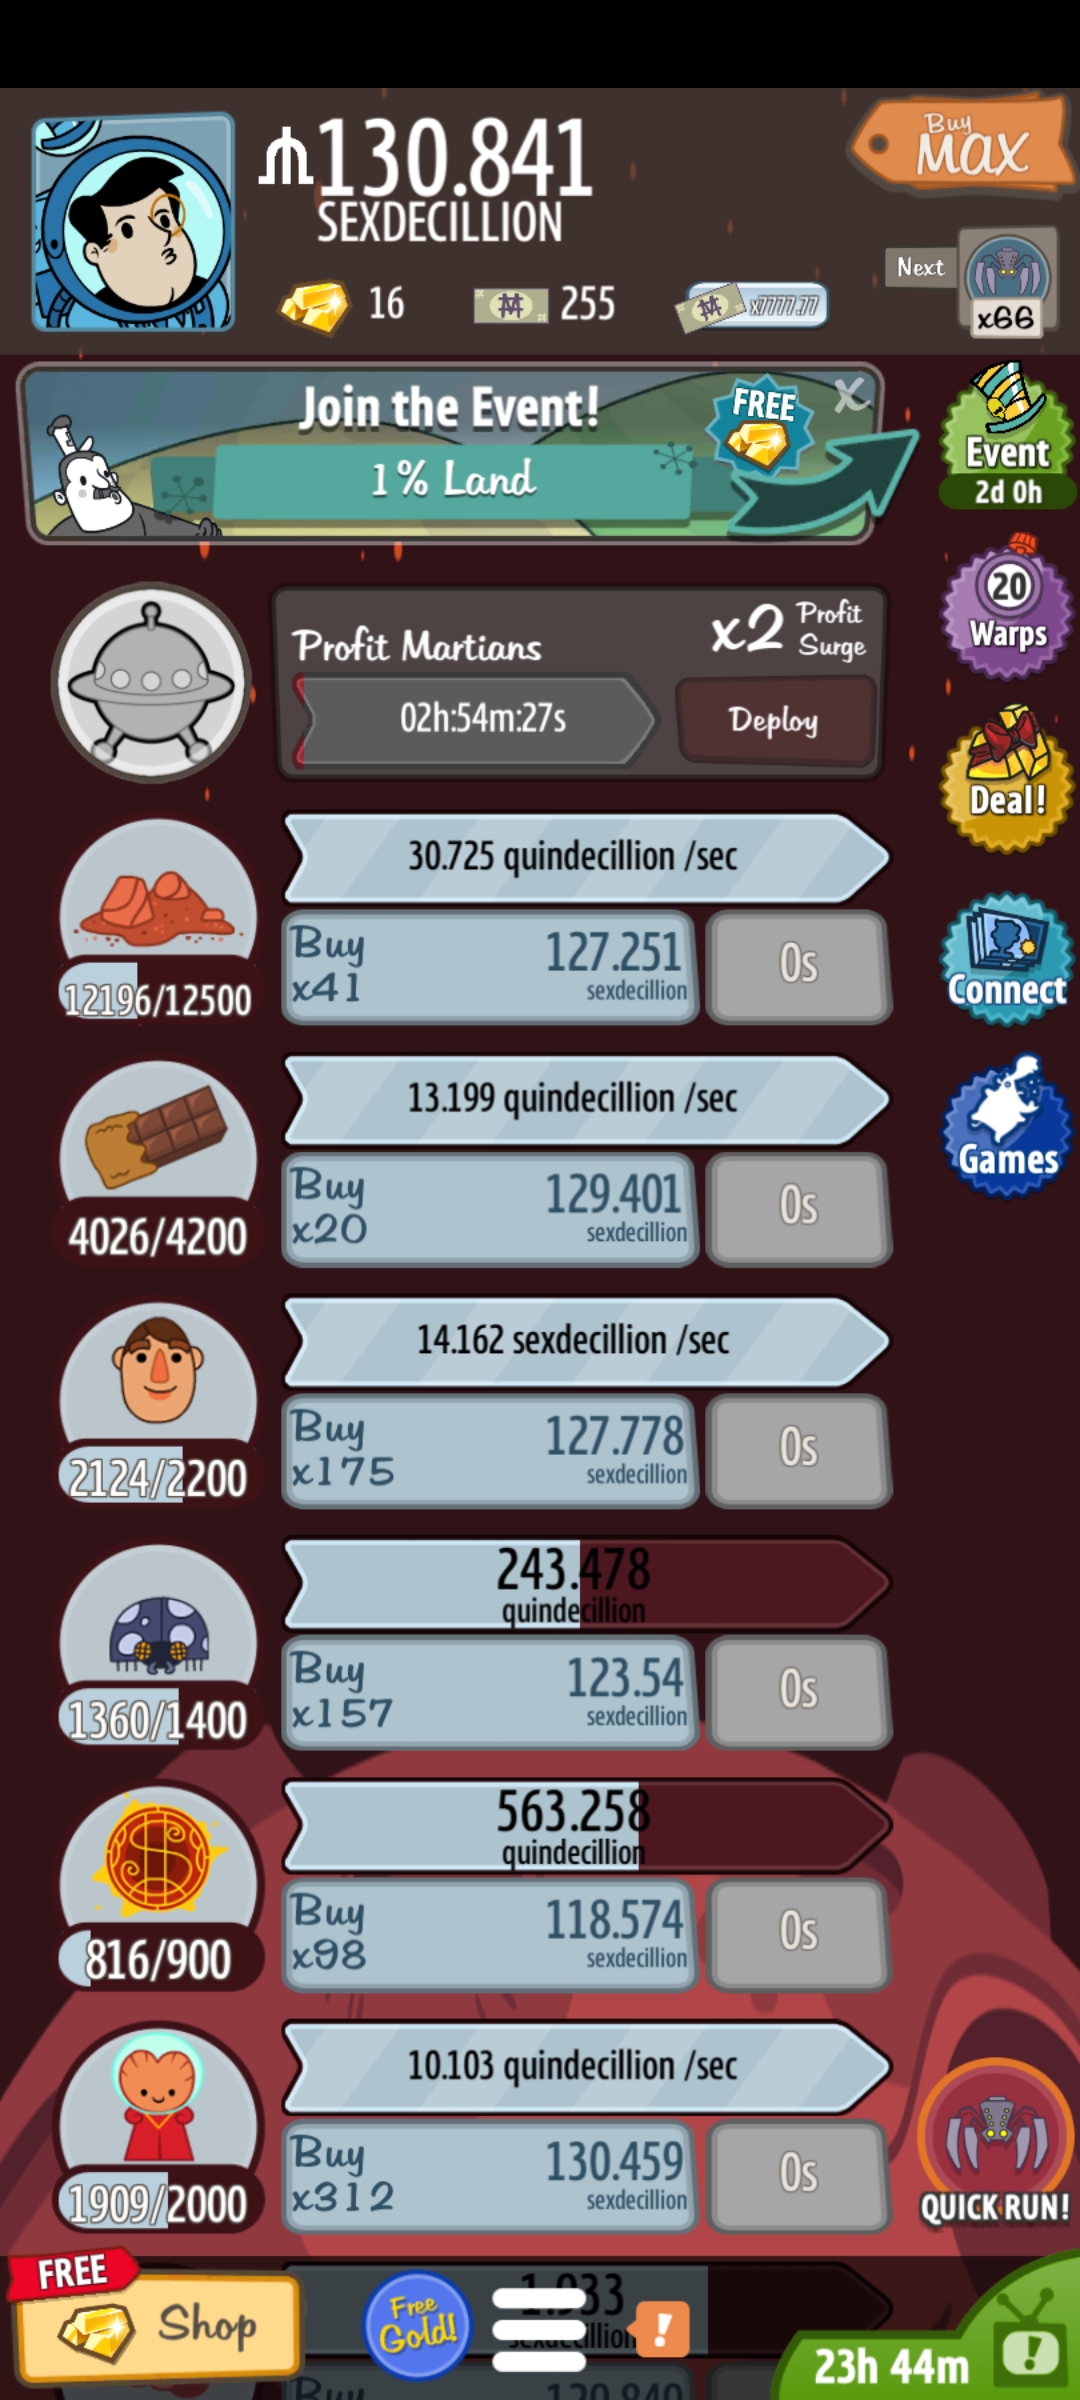 130.841
SEXDECILLION
Buy
MAX
16
255
x7777.77
Next
x66
Join the Event!
1% Land
FREE
X
Event
2d 0h
Profit Martians
x2 Profit Surge
02h:54m:27s
Deploy
20
Warps
Deal!
30.725 quindecillion /sec
12196/12500
Buy
x41
127.251
sexdecillion
0s
Connect
13.199 quindecillion /sec
4026/4200
Buy
x20
129.401
sexdecillion
0s
Games
14.162 sexdecillion /sec
2124/2200
Buy
x175
127.778
sexdecillion
0s
243.478
quindecillion
1360/1400
Buy
x157
123.54
sexdecillion
0s
563.258
quindecillion
816/900
Buy
x98
118.574
sexdecillion
0s
10.103 quindecillion /sec
1909/2000
Buy
x312
130.459
sexdecillion
0s
QUICK RUN!
FREE
Shop
Free
Gold!
!
23h 44m
!
Buy